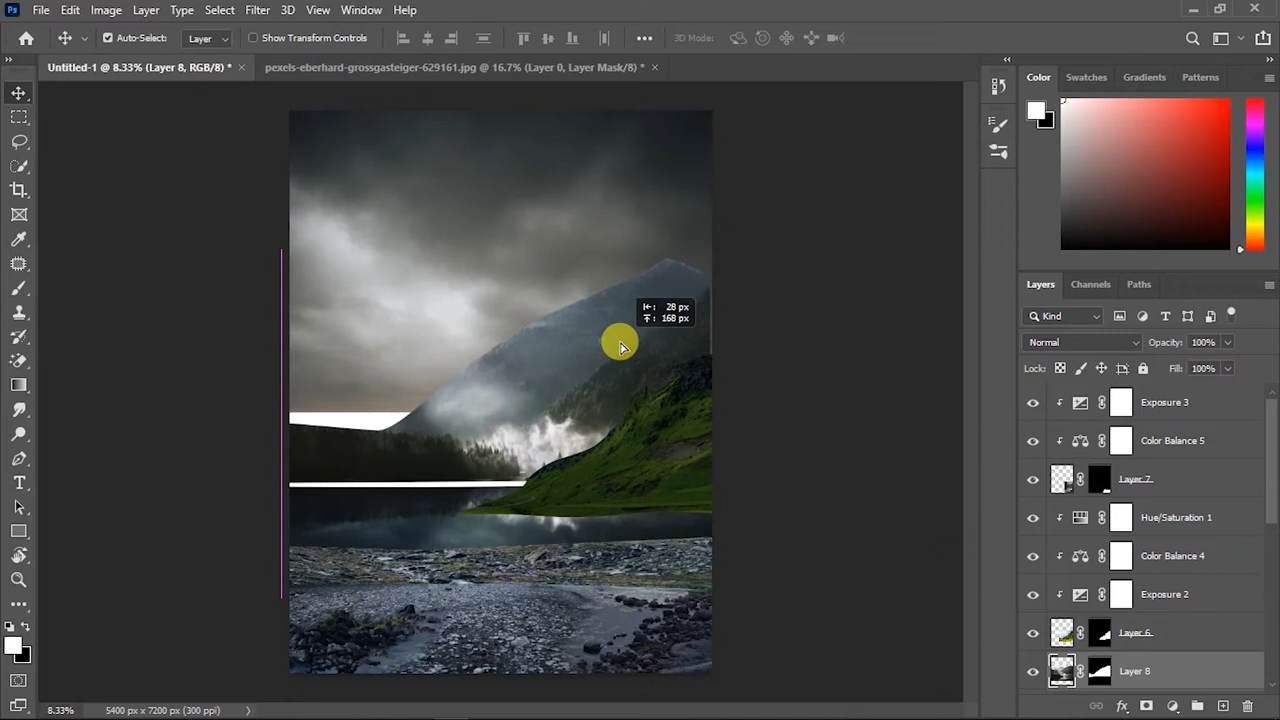 Ps File Edit Image Layer Type Select Filter 3D View Window Help
Auto-Select: Layer Show Transform Controls ••• 3D Mode:
Untitled-1 @ 8.33% (Layer 8, RGB/8) * × pexels-eberhard-grossgasteiger-629161.jpg @ 16.7% (Layer 0, Layer Mask/8) * ×
Color Swatches Gradients Patterns
28 px
168 px
Layers Channels Paths
Kind
Normal Opacity: 100%
Lock: Fill: 100%
Exposure 3
Color Balance 5
Layer 7
Hue/Saturation 1
Color Balance 4
Exposure 2
Layer 6
Layer 8
fx
8.33% 5400 px x 7200 px (300 ppi)